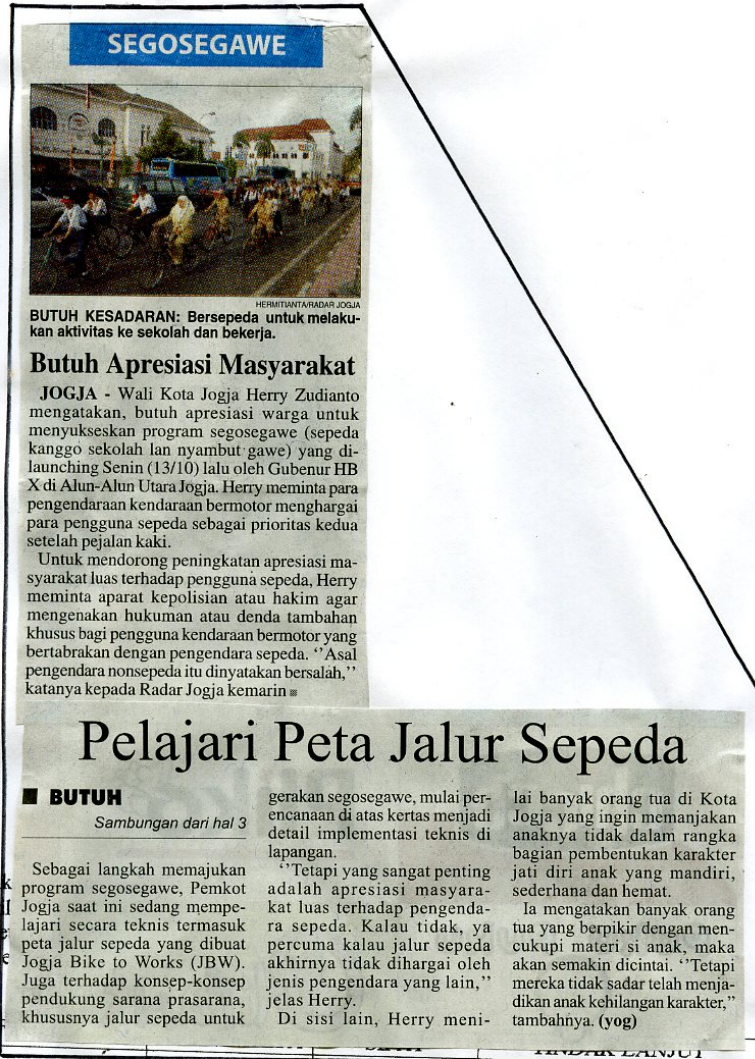 SEGOSEGAWE
HERMITIANTA/RADAR JOGJA
BUTUH KESADARAN: Bersepeda untuk melaku-
kan aktivitas ke sekolah dan bekerja.
Butuh Apresiasi Masyarakat
JOGJA - Wali Kota Jogja Herry Zudianto
mengatakan, butuh apresiasi warga untuk
menyukseskan program segosegawe (sepeda
kanggo sekolah lan nyambut gawe) yang di-
launching Senin (13/10) lalu oleh Gubenur HB
X di Alun-Alun Utara Jogja. Herry meminta para
pengendaraan kendaraan bermotor menghargai
para pengguna sepeda sebagai prioritas kedua
setelah pejalan kaki.
Untuk mendorong peningkatan apresiasi ma-
syarakat luas terhadap pengguna sepeda, Herry
meminta aparat kepolisian atau hakim agar
mengenakan hukuman atau denda tambahan
khusus bagi pengguna kendaraan bermotor yang
bertabrakan dengan pengendara sepeda. ‘‘Asal
pengendara nonsepeda itu dinyatakan bersalah,’’
katanya kepada Radar Jogja kemarin
Pelajari Peta Jalur Sepeda
BUTUH
Sambungan dari hal 3
Sebagai langkah memajukan
program segosegawe, Pemkot
Jogja saat ini sedang mempe-
lajari secara teknis termasuk
peta jalur sepeda yang dibuat
Jogja Bike to Works (JBW).
Juga terhadap konsep-konsep
pendukung sarana prasarana,
khususnya jalur sepeda untuk
gerakan segosegawe, mulai per-
encanaan di atas kertas menjadi
detail implementasi teknis di
lapangan.
‘‘Tetapi yang sangat penting
adalah apresiasi masyara-
kat luas terhadap pengenda-
ra sepeda. Kalau tidak, ya
percuma kalau jalur sepeda
akhirnya tidak dihargai oleh
jenis pengendara yang lain,’’
jelas Herry.
Di sisi lain, Herry meni-
lai banyak orang tua di Kota
Jogja yang ingin memanjakan
anaknya tidak dalam rangka
bagian pembentukan karakter
jati diri anak yang mandiri,
sederhana dan hemat.
Ia mengatakan banyak orang
tua yang berpikir dengan men-
cukupi materi si anak, maka
akan semakin dicintai. ‘‘Tetapi
mereka tidak sadar telah menja-
dikan anak kehilangan karakter,’’
tambahnya. (yog)